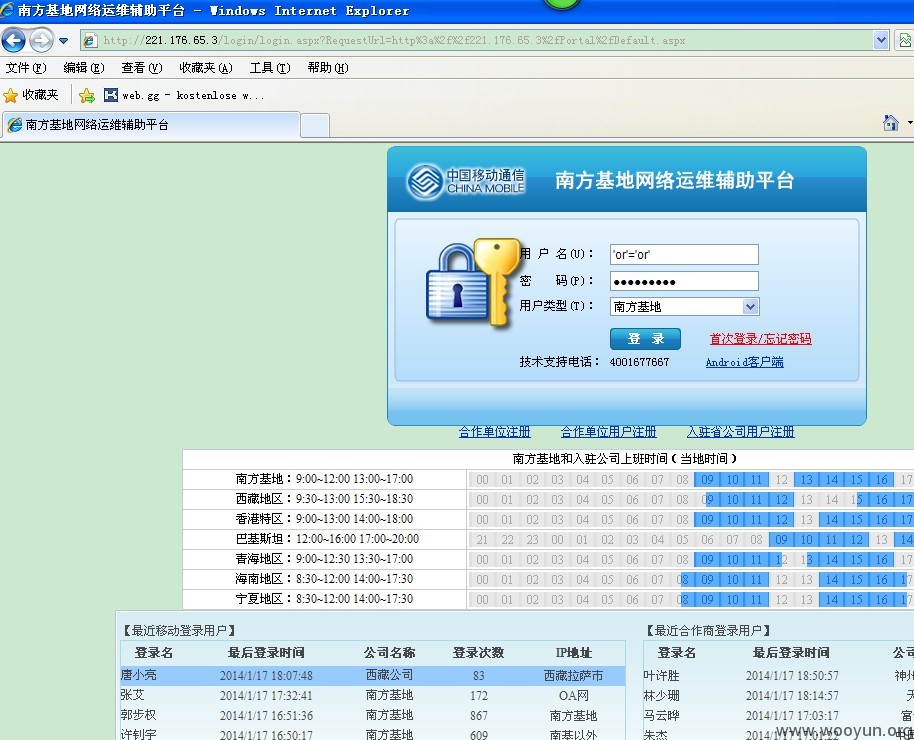 南方基地网络运维辅助平台 - Windows Internet Explorer
http://221.176.65.3/login/login.aspx?RequestUrl=http%3a%2f%2f221.176.65.3%2fPortal%2fDefault.aspx
文件(F) 编辑(E) 查看(V) 收藏夹(A) 工具(T) 帮助(H)
收藏夹 web.gg - kostenlose w...
南方基地网络运维辅助平台
中国移动通信 CHINA MOBILE 南方基地网络运维辅助平台
用 户 名(U)： 'or'='or'
密 码(P)： ●●●●●●●●●
用户类型(T)： 南方基地
登 录 首次登录/忘记密码
技术支持电话： 4001677667 Android客户端
合作单位注册 合作单位用户注册 入驻省公司用户注册
南方基地和入驻公司上班时间(当地时间)
南方基地：9:00~12:00 13:00~17:00 00 01 02 03 04 05 06 07 08 09 10 11 12 13 14 15 16 17
西藏地区：9:30~13:00 15:30~18:30 00 01 02 03 04 05 06 07 08 09 10 11 12 13 14 15 16 17
香港特区：9:00~13:00 14:00~18:00 00 01 02 03 04 05 06 07 08 09 10 11 12 13 14 15 16 17
巴基斯坦：12:00~16:00 17:00~20:00 21 22 23 00 01 02 03 04 05 06 07 08 09 10 11 12 13 14
青海地区：9:00~12:30 13:30~17:00 00 01 02 03 04 05 06 07 08 09 10 11 12 13 14 15 16 17
海南地区：8:30~12:00 14:00~17:30 00 01 02 03 04 05 06 07 08 09 10 11 12 13 14 15 16 17
宁夏地区：8:30~12:00 14:00~17:30 00 01 02 03 04 05 06 07 08 09 10 11 12 13 14 15 16 17
【最近移动登录用户】 【最近合作商登录用户】
登录名 最后登录时间 公司名称 登录次数 IP地址 登录名 最后登录时间 公司
唐小亮 2014/1/17 18:07:48 西藏公司 83 西藏拉萨市 叶许胜 2014/1/17 18:50:57 神州
张艾 2014/1/17 17:32:41 南方基地 172 OA网 林少珊 2014/1/17 18:14:57
郭步权 2014/1/17 16:51:36 南方基地 867 南方基地 马云晔 2014/1/17 17:03:17 富
许钊宇 2014/1/17 16:50:17 南方基地 609 南基以外 朱杰
www.wooyun.org